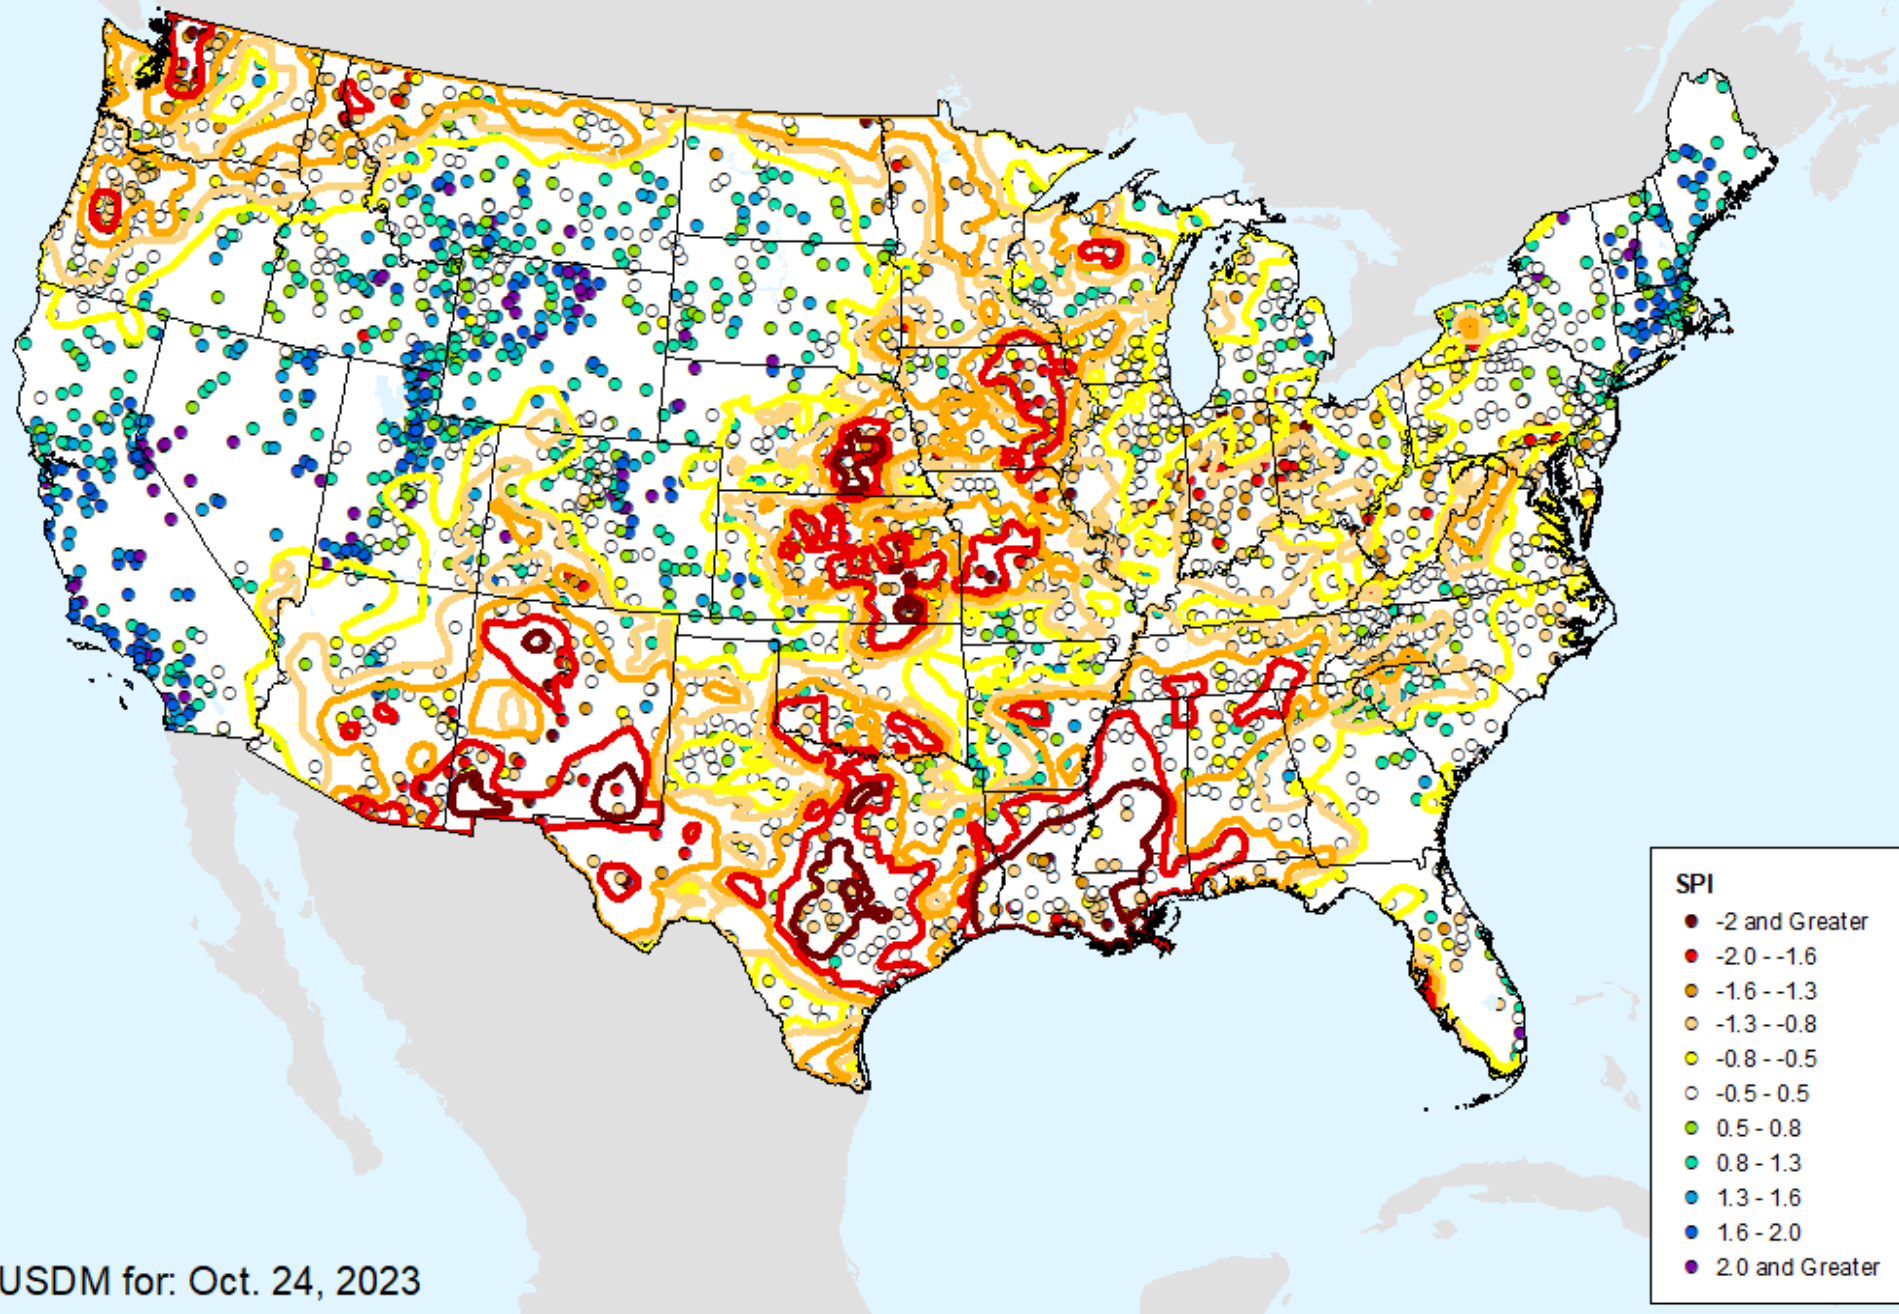 SPI
-2 and Greater
-2.0 - -1.6
-1.6 - -1.3
-1.3 - -0.8
-0.8 - -0.5
-0.5 - 0.5
0.5 - 0.8
0.8 - 1.3
1.3 - 1.6
1.6 - 2.0
2.0 and Greater
USDM for: Oct. 24, 2023